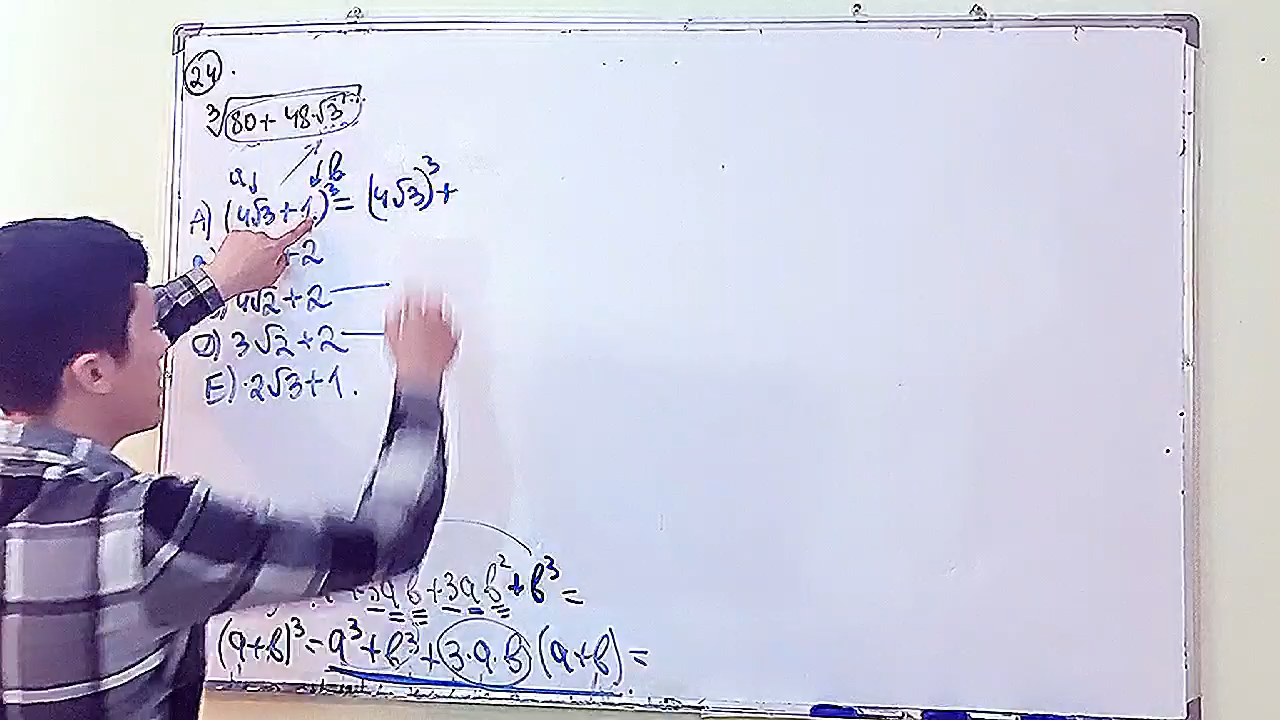 24.
∛80+48·√3
a b
A) (4√3+1)³ = (4√3)³+
+2
4√2+2 —
D) 3√2+2 —
E) 2√3+1.
+3ab+3ab²+b³=
(a+b)³=a³+b³+3·a·b(a+b)=